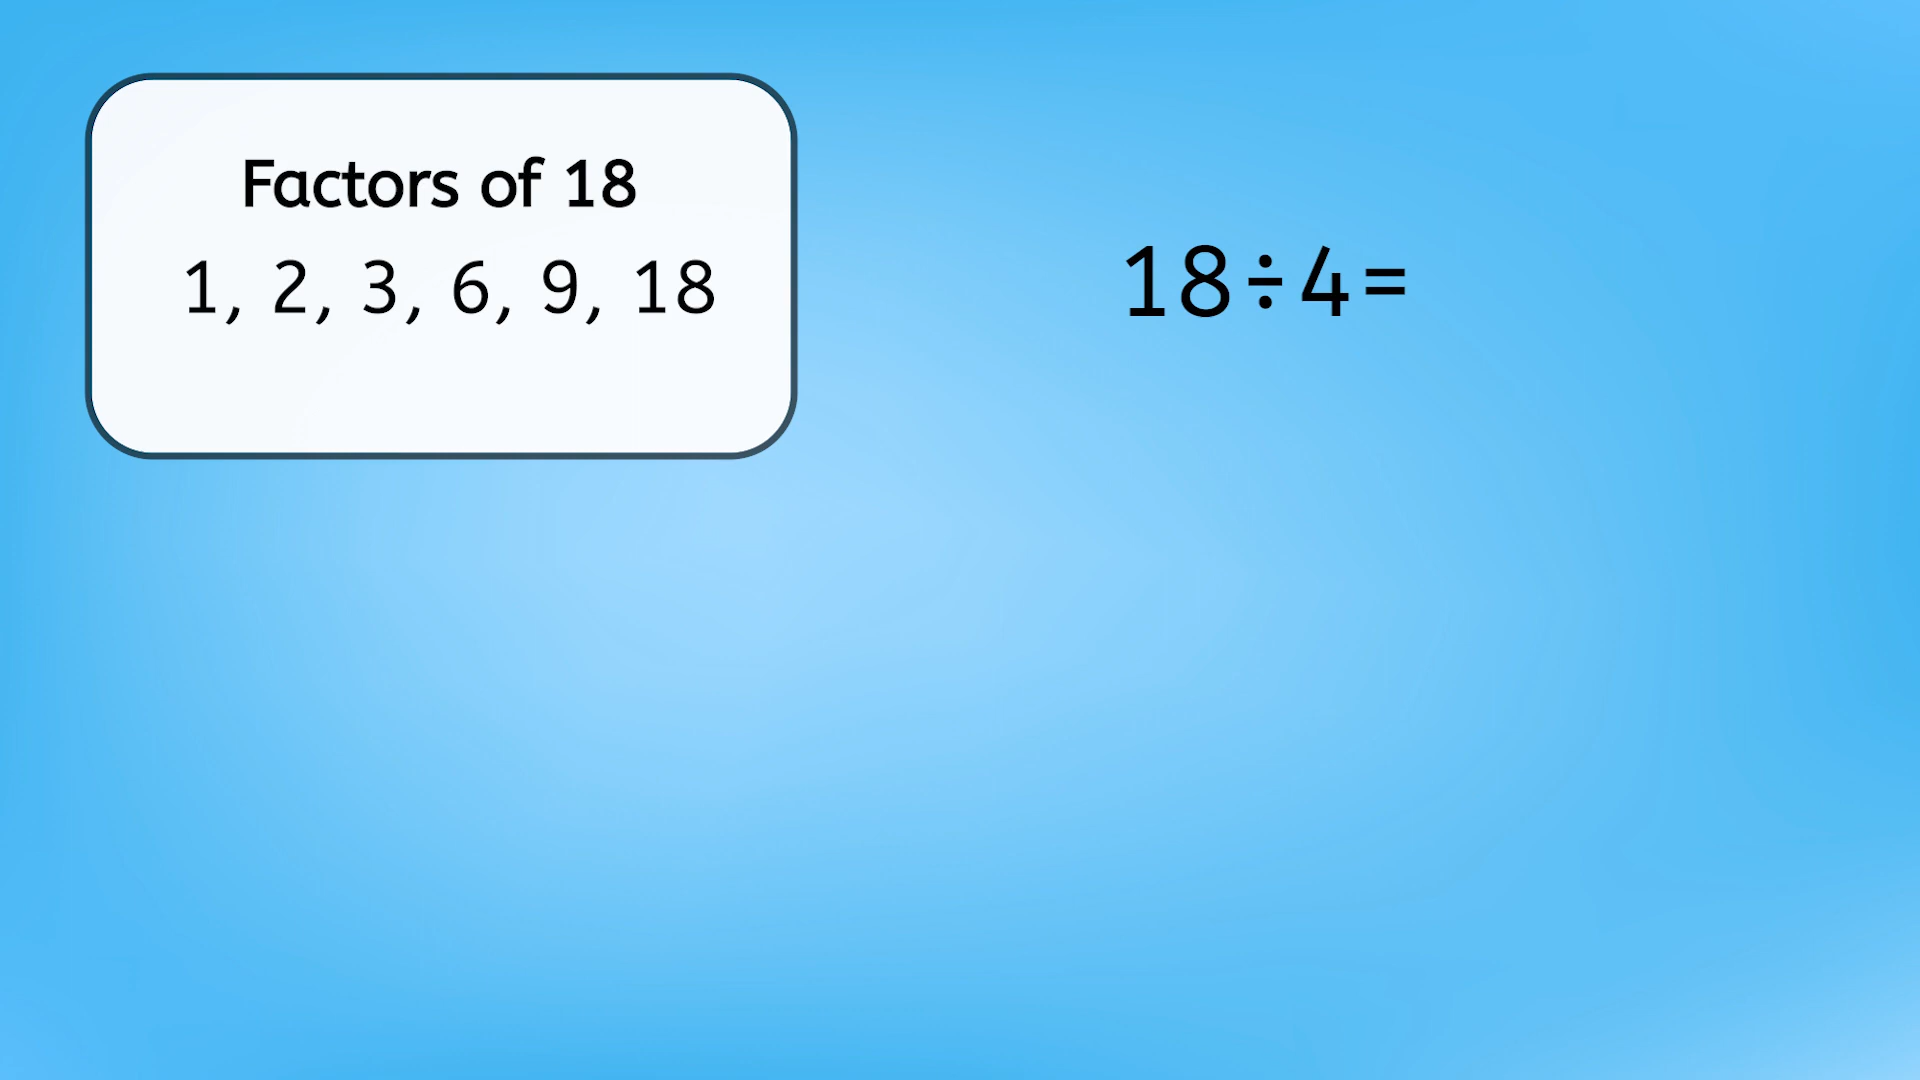 Factors of 18
1, 2, 3, 6, 9, 18
18÷4=